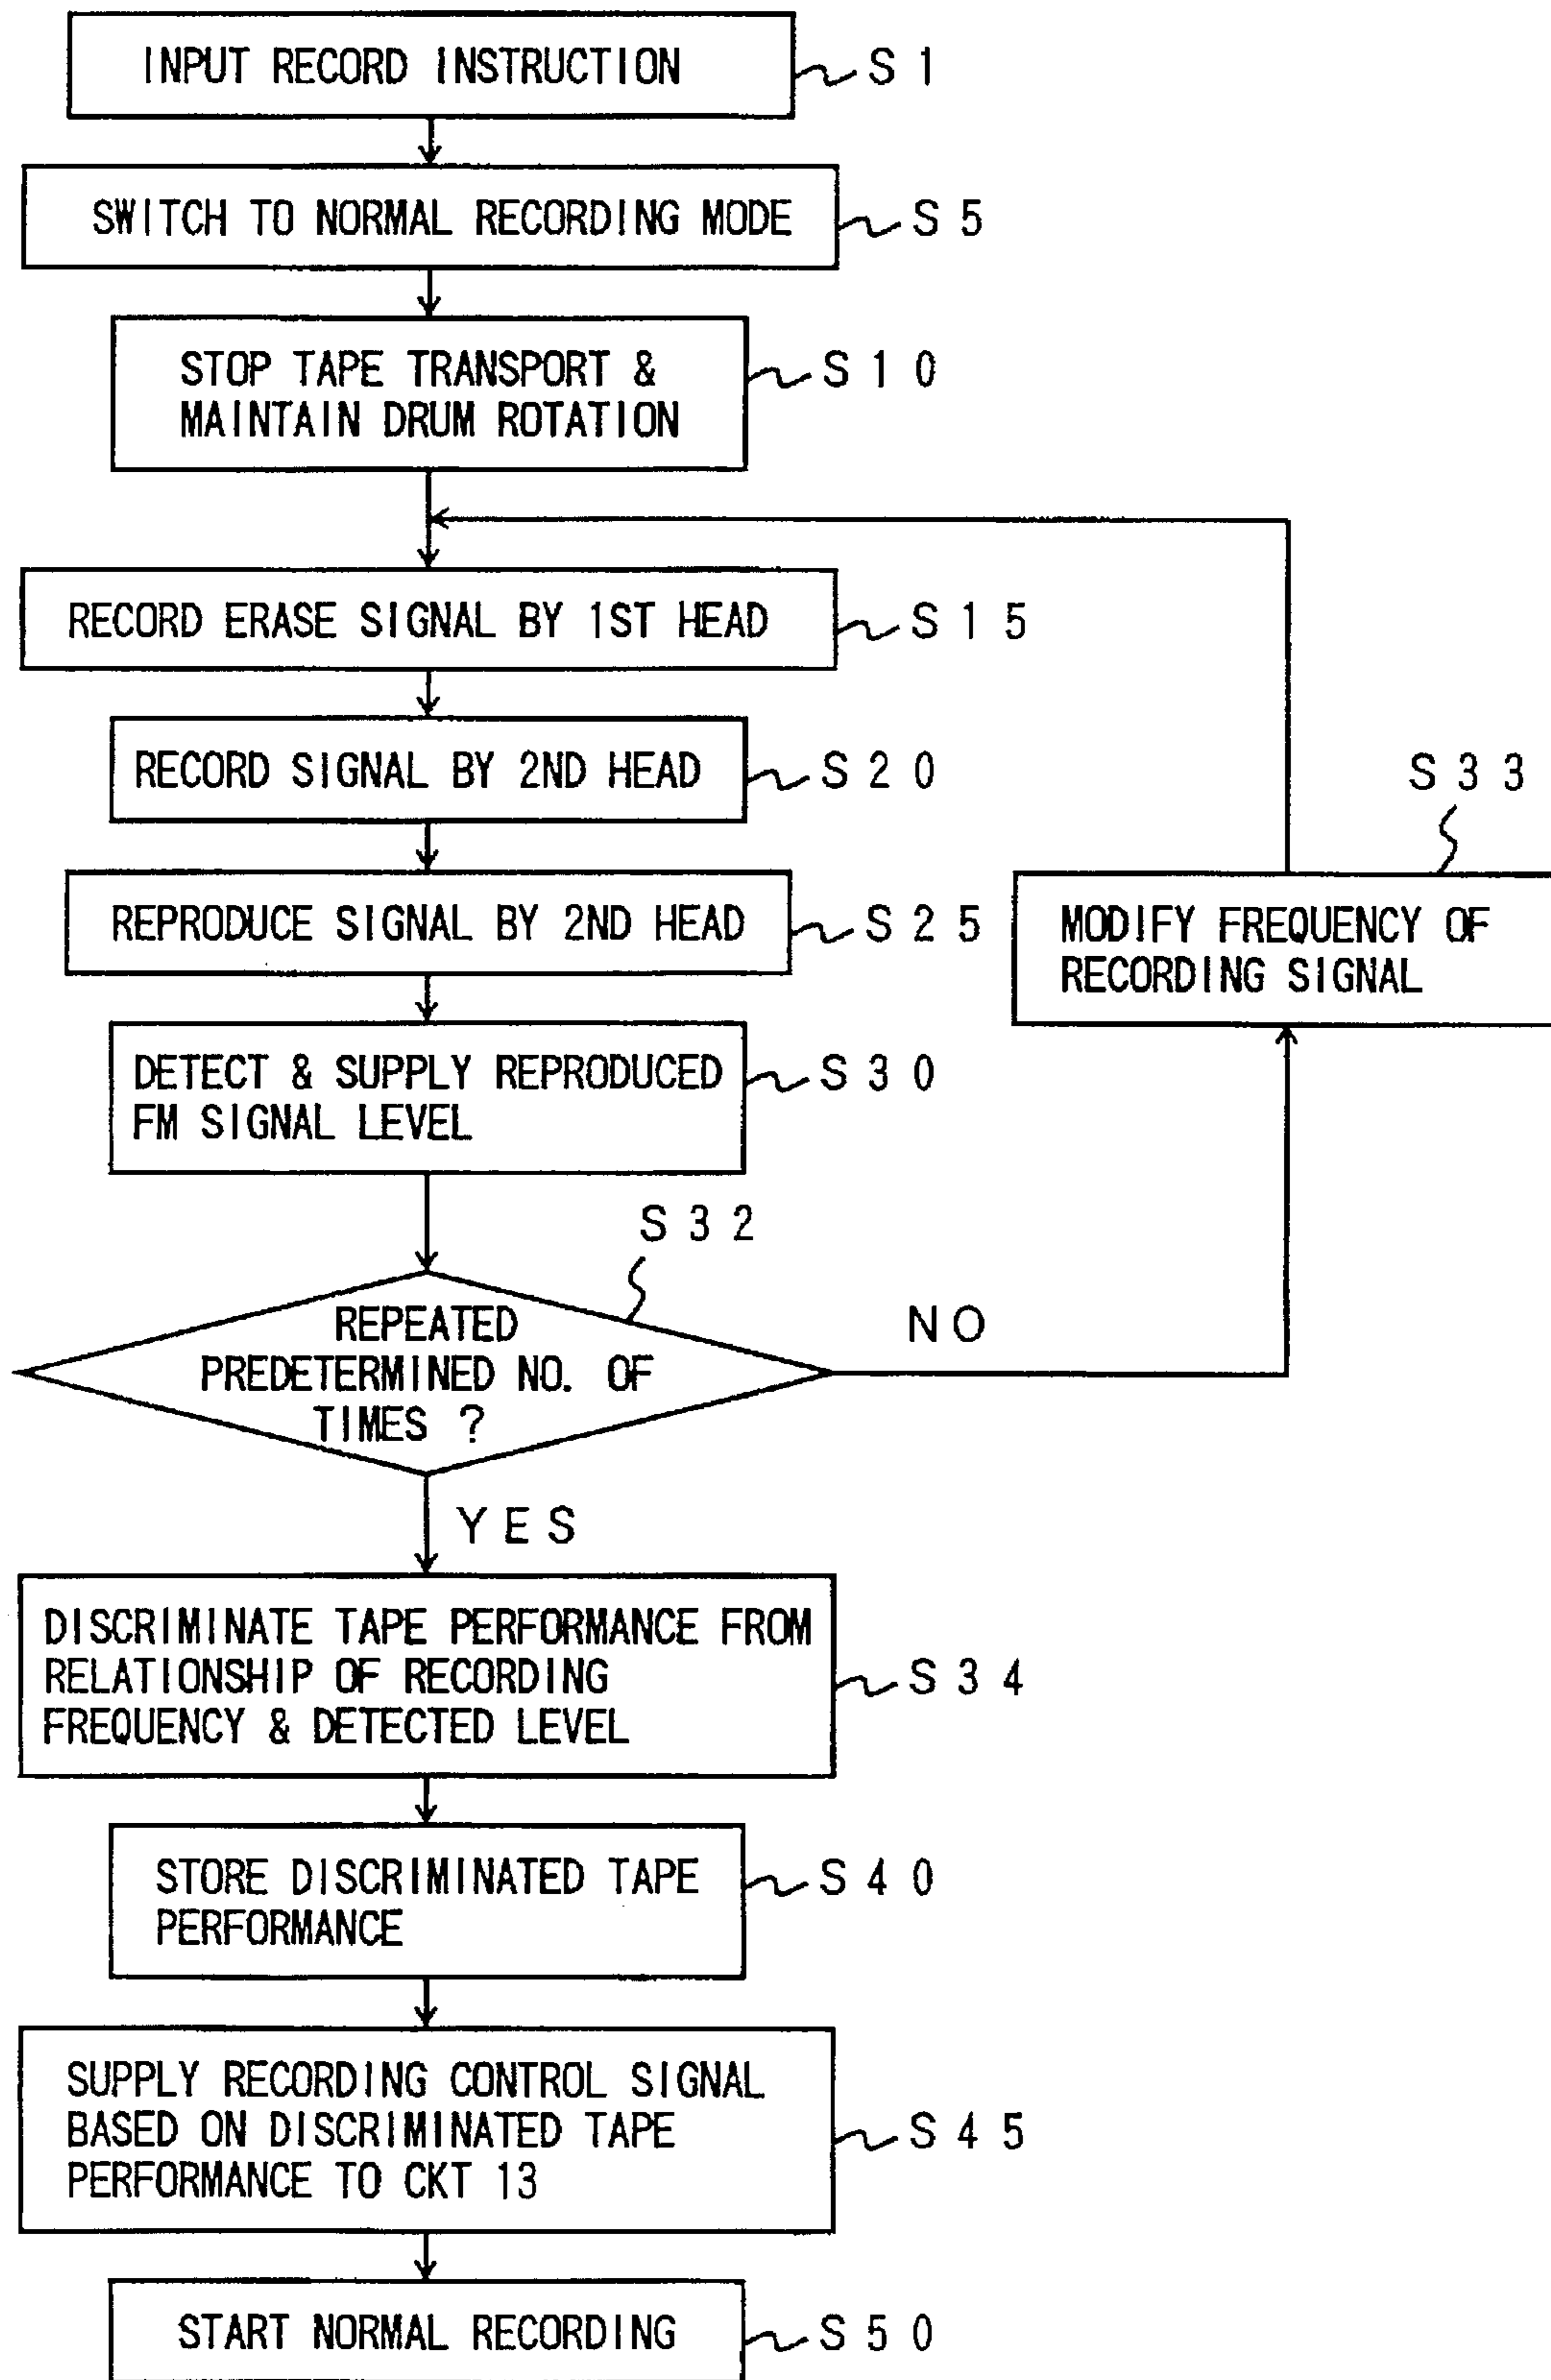 INPUT RECORD INSTRUCTION
S1
SWITCH TO NORMAL RECORDING MODE
S5
STOP TAPE TRANSPORT &
MAINTAIN DRUM ROTATION
S10
RECORD ERASE SIGNAL BY 1ST HEAD
S15
RECORD SIGNAL BY 2ND HEAD
S20
S33
REPRODUCE SIGNAL BY 2ND HEAD
S25
MODIFY FREQUENCY OF
RECORDING SIGNAL
DETECT & SUPPLY REPRODUCED
FM SIGNAL LEVEL
S30
S32
REPEATED
PREDETERMINED NO. OF
TIMES ?
NO
YES
DISCRIMINATE TAPE PERFORMANCE FROM
RELATIONSHIP OF RECORDING
FREQUENCY & DETECTED LEVEL
S34
STORE DISCRIMINATED TAPE
PERFORMANCE
S40
SUPPLY RECORDING CONTROL SIGNAL
BASED ON DISCRIMINATED TAPE
PERFORMANCE TO CKT 13
S45
START NORMAL RECORDING
S50